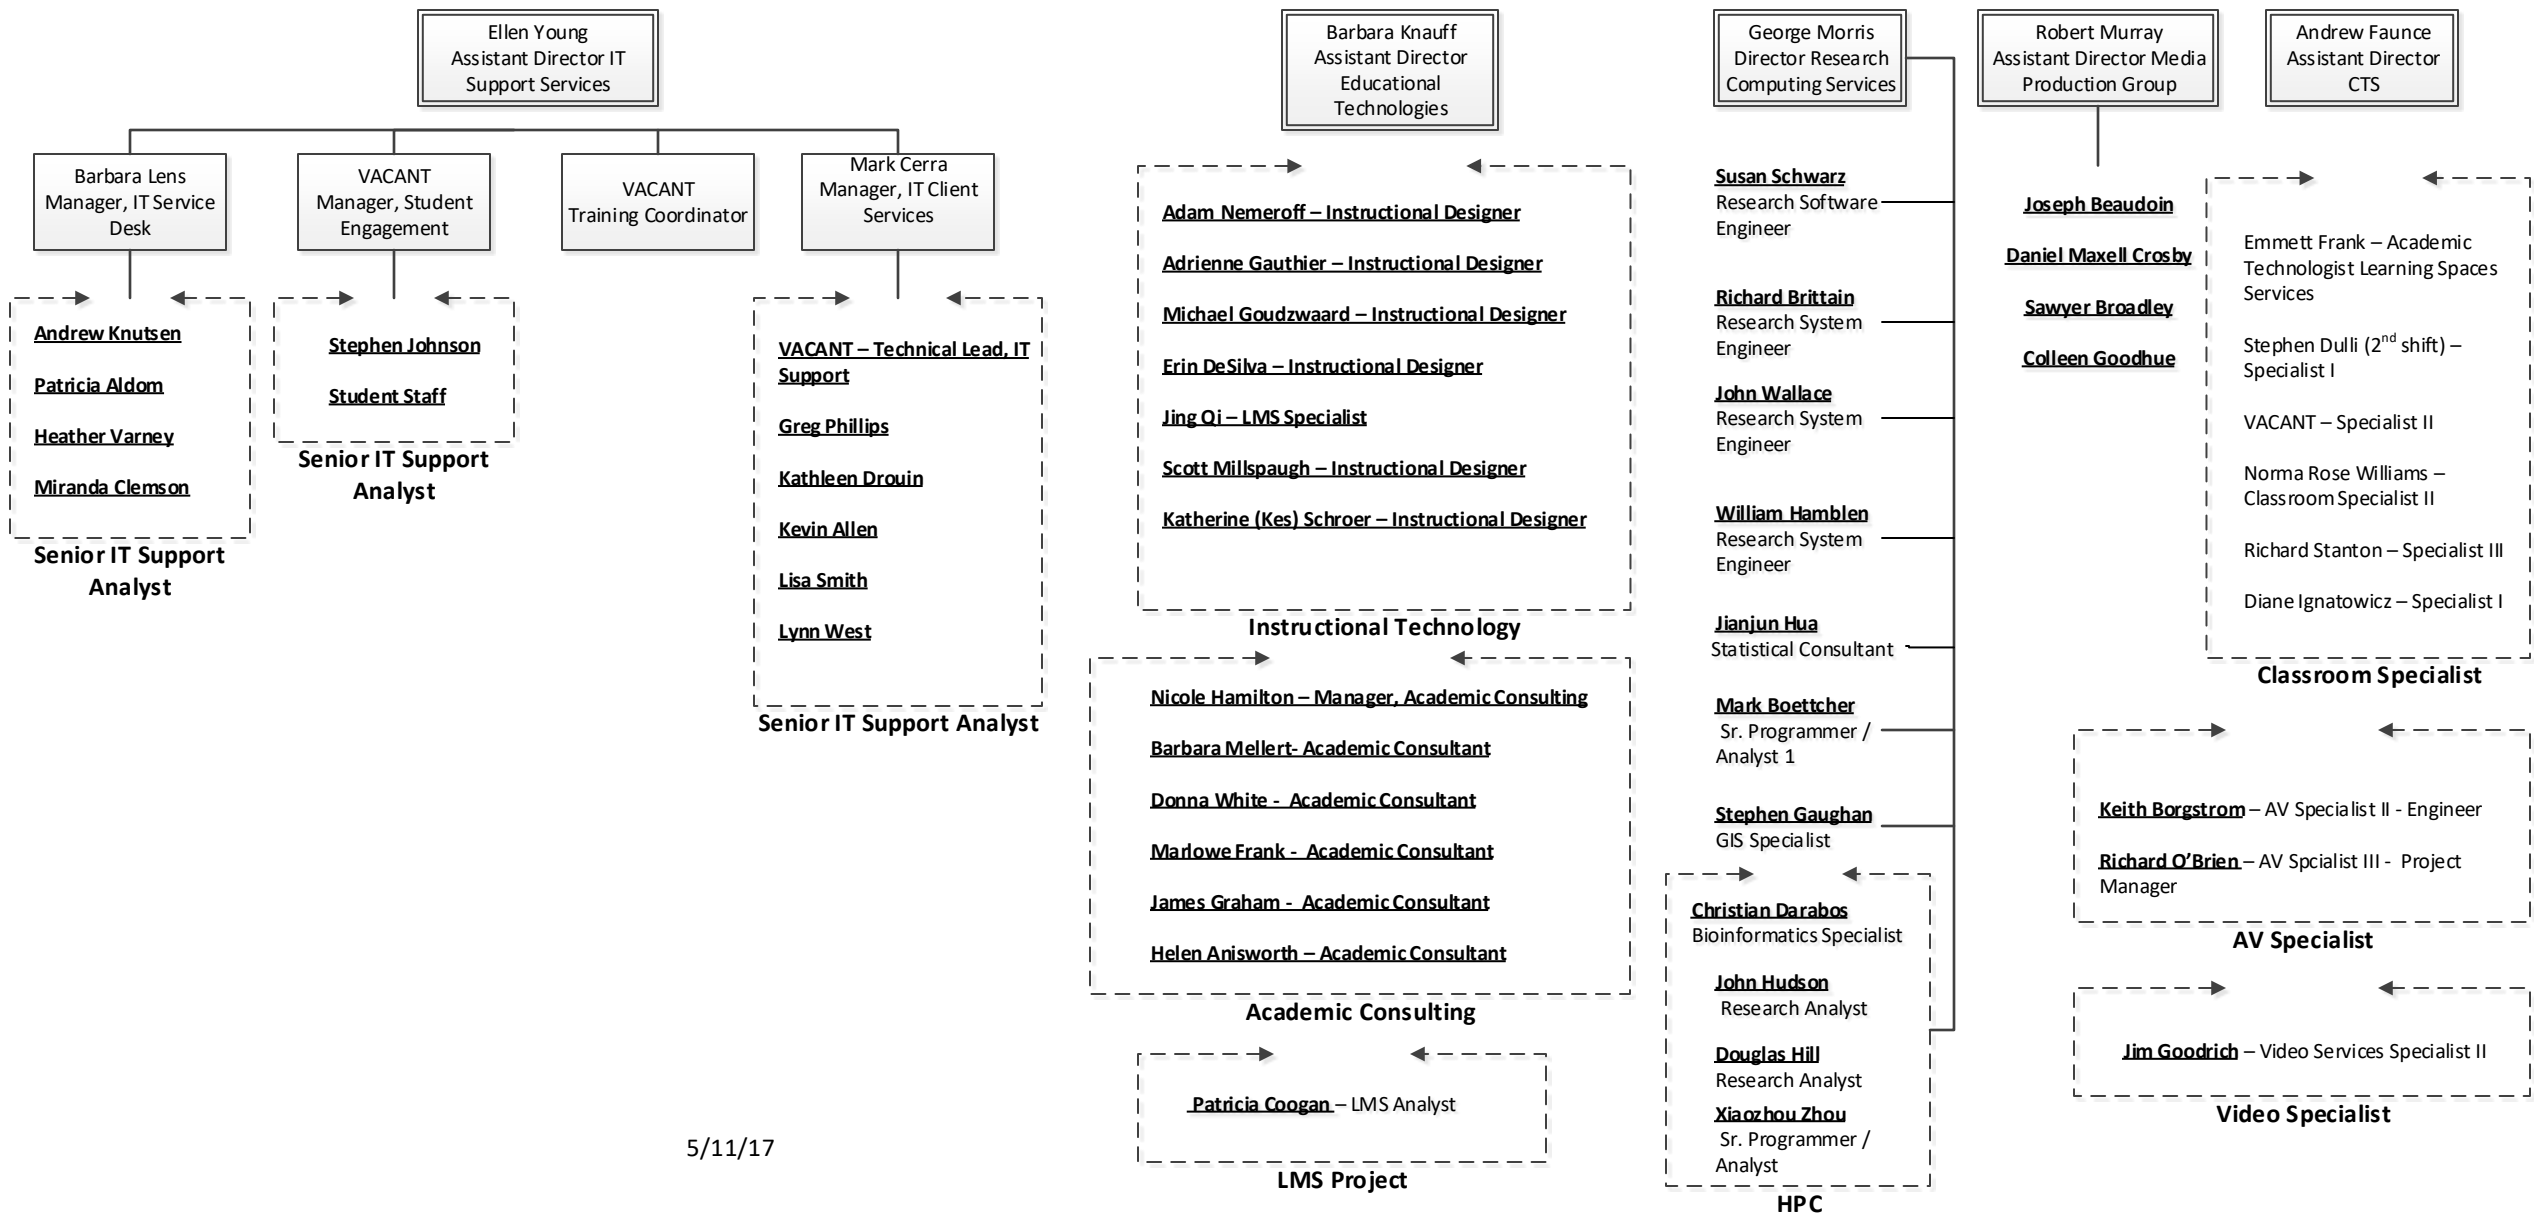 Ellen Young
Assistant Director IT
Support Services
Barbara Lens
Manager, IT Service
Desk
Andrew Knutsen
Patricia Aldom
Heather Varney
Miranda Clemson
Senior IT Support
Analyst
VACANT
Manager, Student
Engagement
Stephen Johnson
Student Staff
Senior IT Support
Analyst
VACANT
Training Coordinator
Mark Cerra
Manager, IT Client
Services
VACANT – Technical Lead, IT
Support
Greg Phillips
Kathleen Drouin
Kevin Allen
Lisa Smith
Lynn West
Senior IT Support Analyst
5/11/17
Barbara Knauff
Assistant Director
Educational
Technologies
Adam Nemeroff – Instructional Designer
Adrienne Gauthier – Instructional Designer
Michael Goudzwaard – Instructional Designer
Erin DeSilva – Instructional Designer
Jing Qi – LMS Specialist
Scott Millspaugh – Instructional Designer
Katherine (Kes) Schroer – Instructional Designer
Instructional Technology
Nicole Hamilton – Manager, Academic Consulting
Barbara Mellert- Academic Consultant
Donna White - Academic Consultant
Marlowe Frank - Academic Consultant
James Graham - Academic Consultant
Helen Anisworth – Academic Consultant
Academic Consulting
Patricia Coogan – LMS Analyst
LMS Project
George Morris
Director Research
Computing Services
Susan Schwarz
Research Software
Engineer
Richard Brittain
Research System
Engineer
John Wallace
Research System
Engineer
William Hamblen
Research System
Engineer
Jianjun Hua
Statistical Consultant
Mark Boettcher
Sr. Programmer /
Analyst 1
Stephen Gaughan
GIS Specialist
Christian Darabos
Bioinformatics Specialist
John Hudson
Research Analyst
Douglas Hill
Research Analyst
Xiaozhou Zhou
Sr. Programmer /
Analyst
HPC
Robert Murray
Assistant Director Media
Production Group
Joseph Beaudoin
Daniel Maxell Crosby
Sawyer Broadley
Colleen Goodhue
Andrew Faunce
Assistant Director
CTS
Emmett Frank – Academic
Technologist Learning Spaces
Services
Stephen Dulli (2nd shift) –
Specialist I
VACANT – Specialist II
Norma Rose Williams –
Classroom Specialist II
Richard Stanton – Specialist III
Diane Ignatowicz – Specialist I
Classroom Specialist
Keith Borgstrom – AV Specialist II - Engineer
Richard O’Brien – AV Spcialist III - Project
Manager
AV Specialist
Jim Goodrich – Video Services Specialist II
Video Specialist